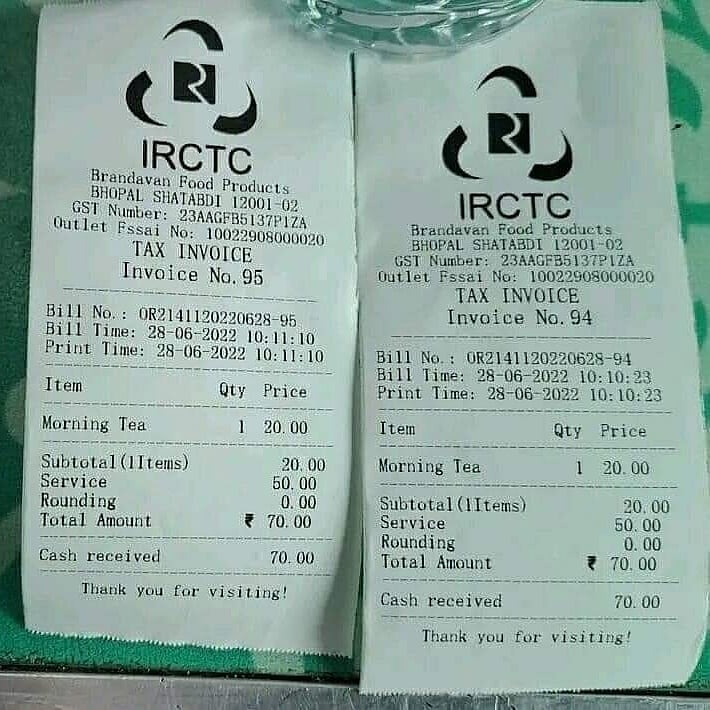 IRCTC
Brandavan Food Products
BHOPAL SHATABDI 12001-02
GST Number: 23AAGFB5137P1ZA
Outlet Fssai No: 10022908000020
TAX INVOICE
Invoice No. 95
Bill No.: OR2141120220628-95
Bill Time: 28-06-2022 10:11:10
Print Time: 28-06-2022 10:11:10
Item Qty Price
Morning Tea 1 20.00
Subtotal(1Items) 20.00
Service 50.00
Rounding 0.00
Total Amount ₹ 70.00
Cash received 70.00
Thank you for visiting!
IRCTC
Brandavan Food Products
BHOPAL SHATABDI 12001-02
GST Number: 23AAGFB5137P1ZA
Outlet Fssai No: 10022908000020
TAX INVOICE
Invoice No. 94
Bill No.: OR2141120220628-94
Bill Time: 28-06-2022 10:10:23
Print Time: 28-06-2022 10:10:23
Item Qty Price
Morning Tea 1 20.00
Subtotal(1Items) 20.00
Service 50.00
Rounding 0.00
Total Amount ₹ 70.00
Cash received 70.00
Thank you for visiting!